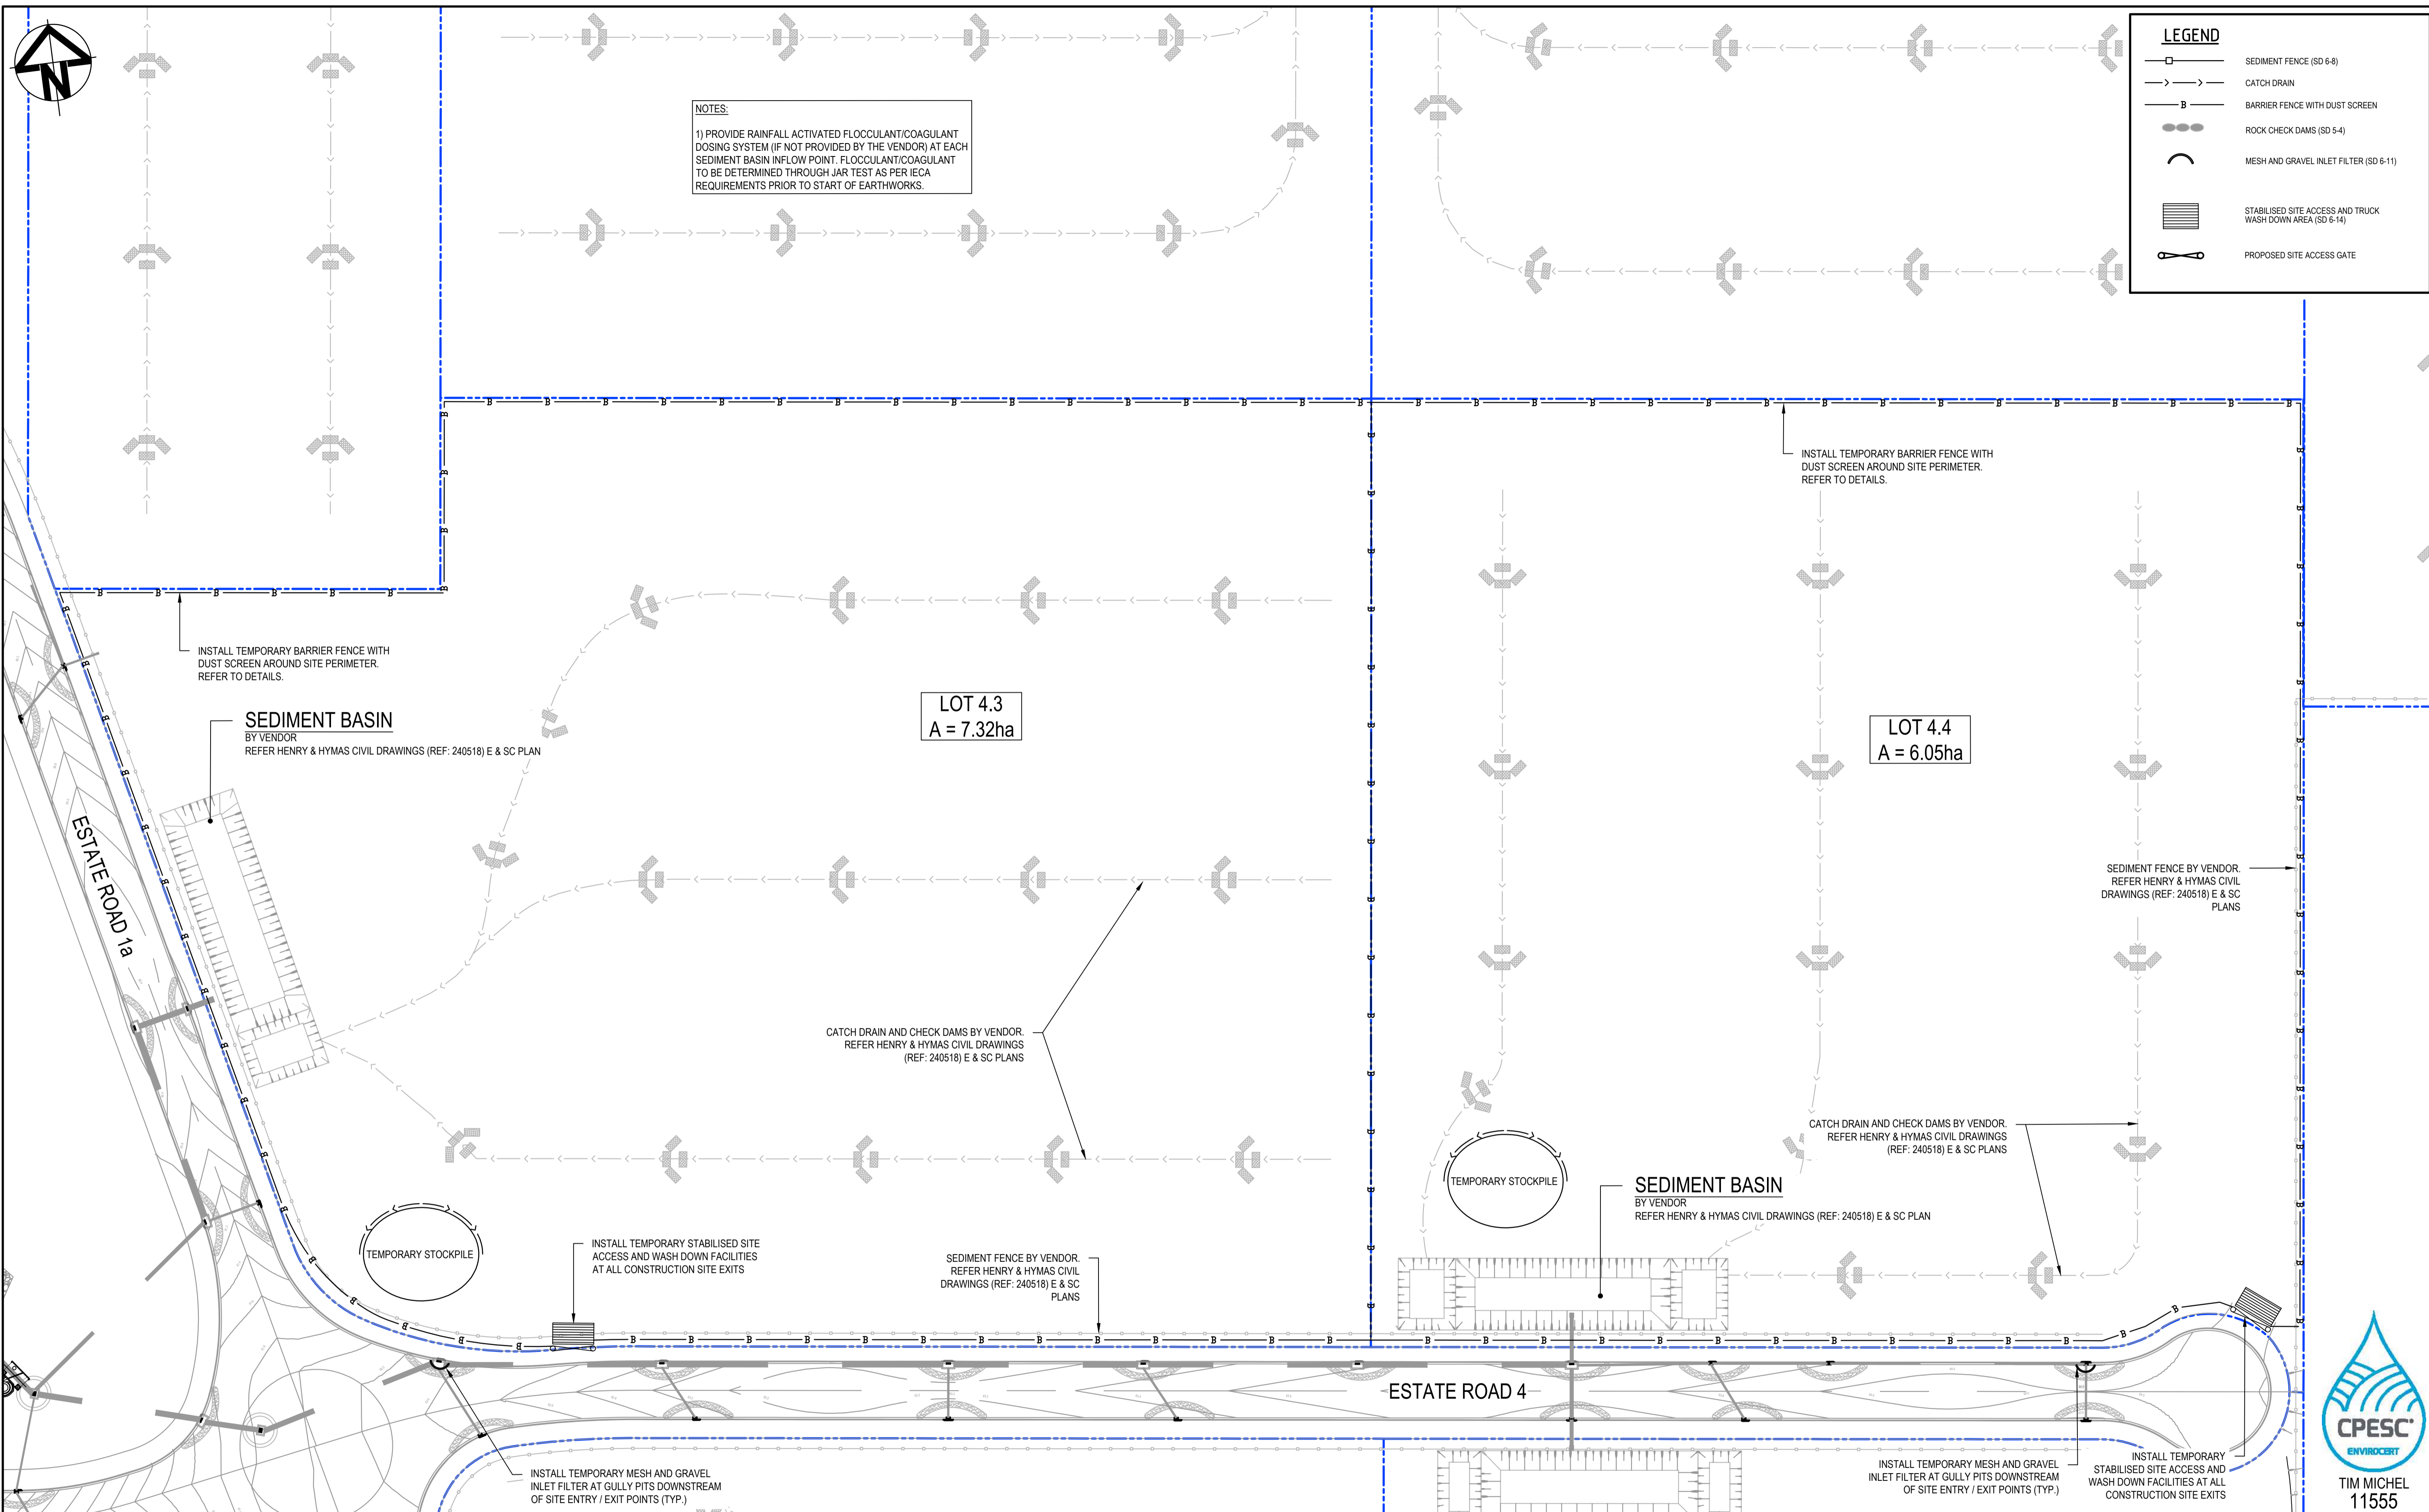 N
NOTES:
1) PROVIDE RAINFALL ACTIVATED FLOCCULANT/COAGULANT
DOSING SYSTEM (IF NOT PROVIDED BY THE VENDOR) AT EACH
SEDIMENT BASIN INFLOW POINT. FLOCCULANT/COAGULANT
TO BE DETERMINED THROUGH JAR TEST AS PER IECA
REQUIREMENTS PRIOR TO START OF EARTHWORKS.
LEGEND
SEDIMENT FENCE (SD 6-8)
CATCH DRAIN
B
BARRIER FENCE WITH DUST SCREEN
ROCK CHECK DAMS (SD 5-4)
MESH AND GRAVEL INLET FILTER (SD 6-11)
STABILISED SITE ACCESS AND TRUCK
WASH DOWN AREA (SD 6-14)
PROPOSED SITE ACCESS GATE
INSTALL TEMPORARY BARRIER FENCE WITH
DUST SCREEN AROUND SITE PERIMETER.
REFER TO DETAILS.
INSTALL TEMPORARY BARRIER FENCE WITH
DUST SCREEN AROUND SITE PERIMETER.
REFER TO DETAILS.
SEDIMENT BASIN
BY VENDOR
REFER HENRY & HYMAS CIVIL DRAWINGS (REF: 240518) E & SC PLAN
LOT 4.3
A = 7.32ha
LOT 4.4
A = 6.05ha
ESTATE ROAD 1a
SEDIMENT FENCE BY VENDOR.
REFER HENRY & HYMAS CIVIL
DRAWINGS (REF: 240518) E & SC
PLANS
CATCH DRAIN AND CHECK DAMS BY VENDOR.
REFER HENRY & HYMAS CIVIL DRAWINGS
(REF: 240518) E & SC PLANS
CATCH DRAIN AND CHECK DAMS BY VENDOR.
REFER HENRY & HYMAS CIVIL DRAWINGS
(REF: 240518) E & SC PLANS
TEMPORARY STOCKPILE
SEDIMENT BASIN
BY VENDOR
REFER HENRY & HYMAS CIVIL DRAWINGS (REF: 240518) E & SC PLAN
TEMPORARY STOCKPILE
INSTALL TEMPORARY STABILISED SITE
ACCESS AND WASH DOWN FACILITIES
AT ALL CONSTRUCTION SITE EXITS
SEDIMENT FENCE BY VENDOR.
REFER HENRY & HYMAS CIVIL
DRAWINGS (REF: 240518) E & SC
PLANS
ESTATE ROAD 4
INSTALL TEMPORARY MESH AND GRAVEL
INLET FILTER AT GULLY PITS DOWNSTREAM
OF SITE ENTRY / EXIT POINTS (TYP.)
INSTALL TEMPORARY MESH AND GRAVEL
INLET FILTER AT GULLY PITS DOWNSTREAM
OF SITE ENTRY / EXIT POINTS (TYP.)
INSTALL TEMPORARY
STABILISED SITE ACCESS AND
WASH DOWN FACILITIES AT ALL
CONSTRUCTION SITE EXITS
CPESC
ENVIROCERT
TIM MICHEL
11555